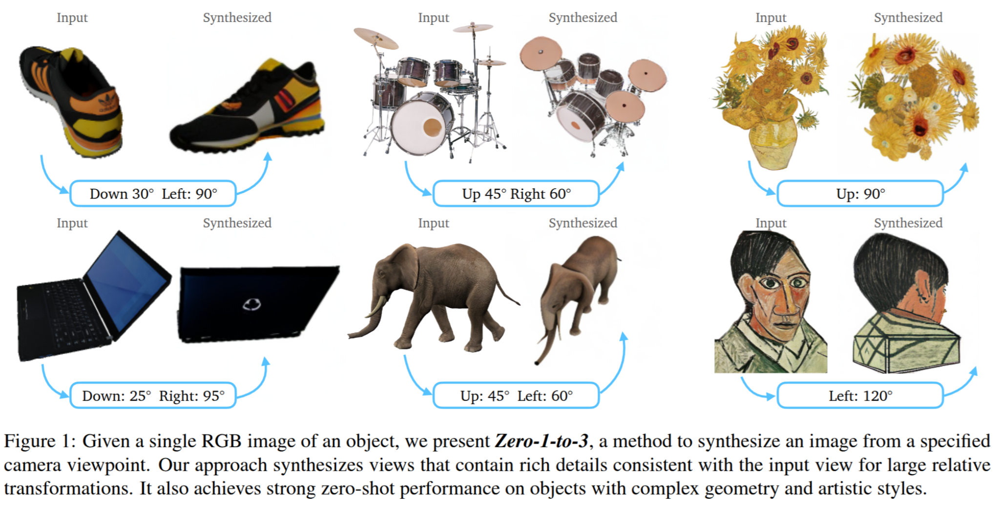 Input
Synthesized
Input
Synthesized
Input
Synthesized
adidas
Down 30° Left: 90°
Up 45° Right 60°
Up: 90°
Input
Synthesized
Input
Synthesized
Input
Synthesized
Down: 25° Right: 95°
Up: 45° Left: 60°
Left: 120°
Figure 1: Given a single RGB image of an object, we present Zero-1-to-3, a method to synthesize an image from a specified
camera viewpoint. Our approach synthesizes views that contain rich details consistent with the input view for large relative
transformations. It also achieves strong zero-shot performance on objects with complex geometry and artistic styles.